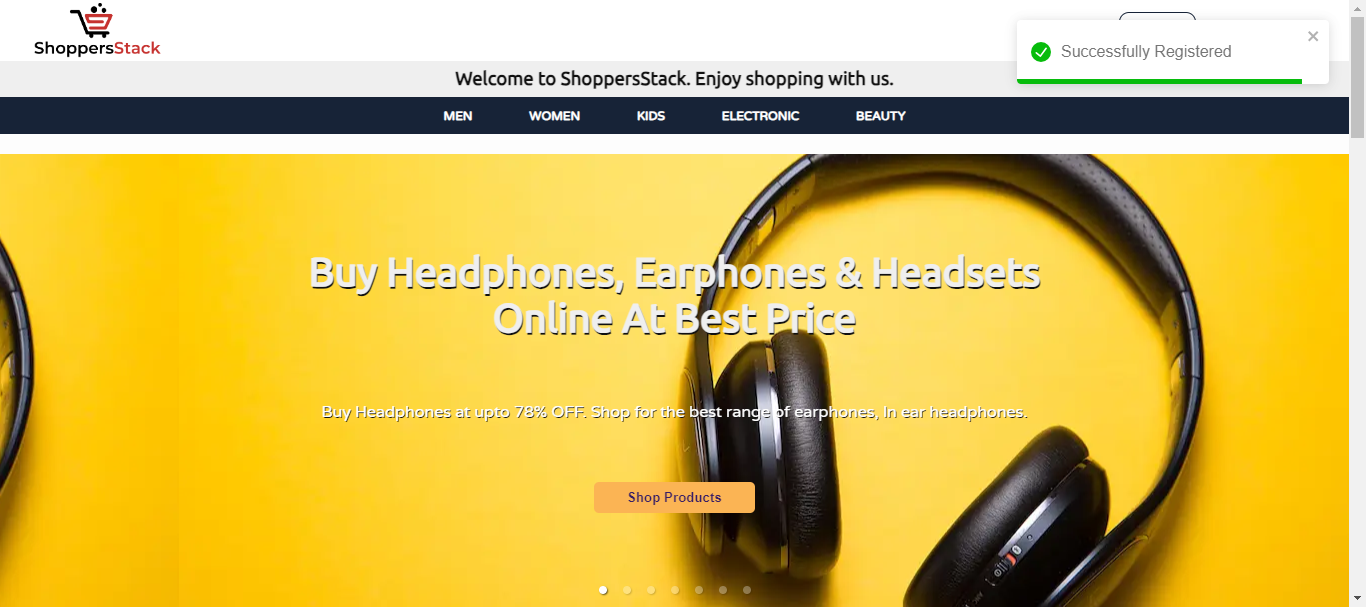 ShoppersStack
Successfully Registered
Welcome to ShoppersStack. Enjoy shopping with us.
MEN WOMEN KIDS ELECTRONIC BEAUTY
Buy Headphones, Earphones & Headsets
Online At Best Price
Buy Headphones at upto 78% OFF. Shop for the best range of earphones, In ear headphones.
Shop Products